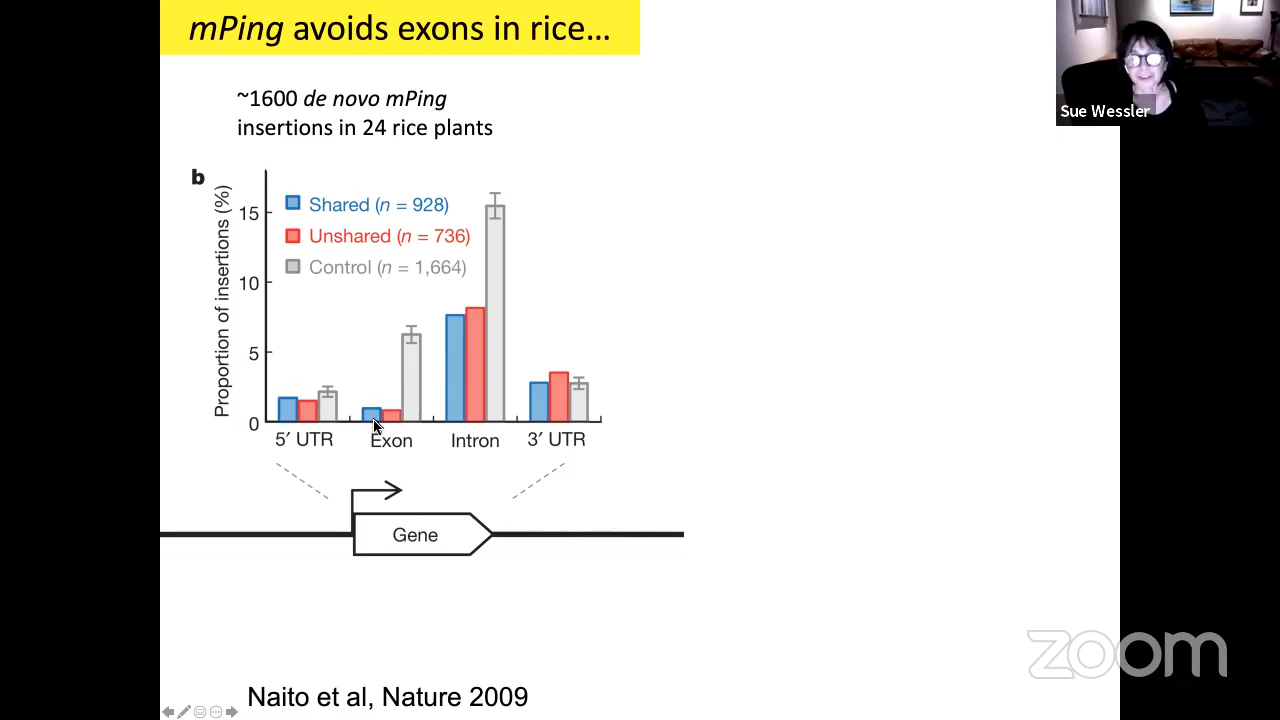 mPing avoids exons in rice…
~1600 de novo mPing
insertions in 24 rice plants
b
Proportion of insertions (%)
15
10
5
0
Shared (n = 928)
Unshared (n = 736)
Control (n = 1,664)
5′ UTR
Exon
Intron
3′ UTR
Gene
Naito et al, Nature 2009
Sue Wessler
zoom